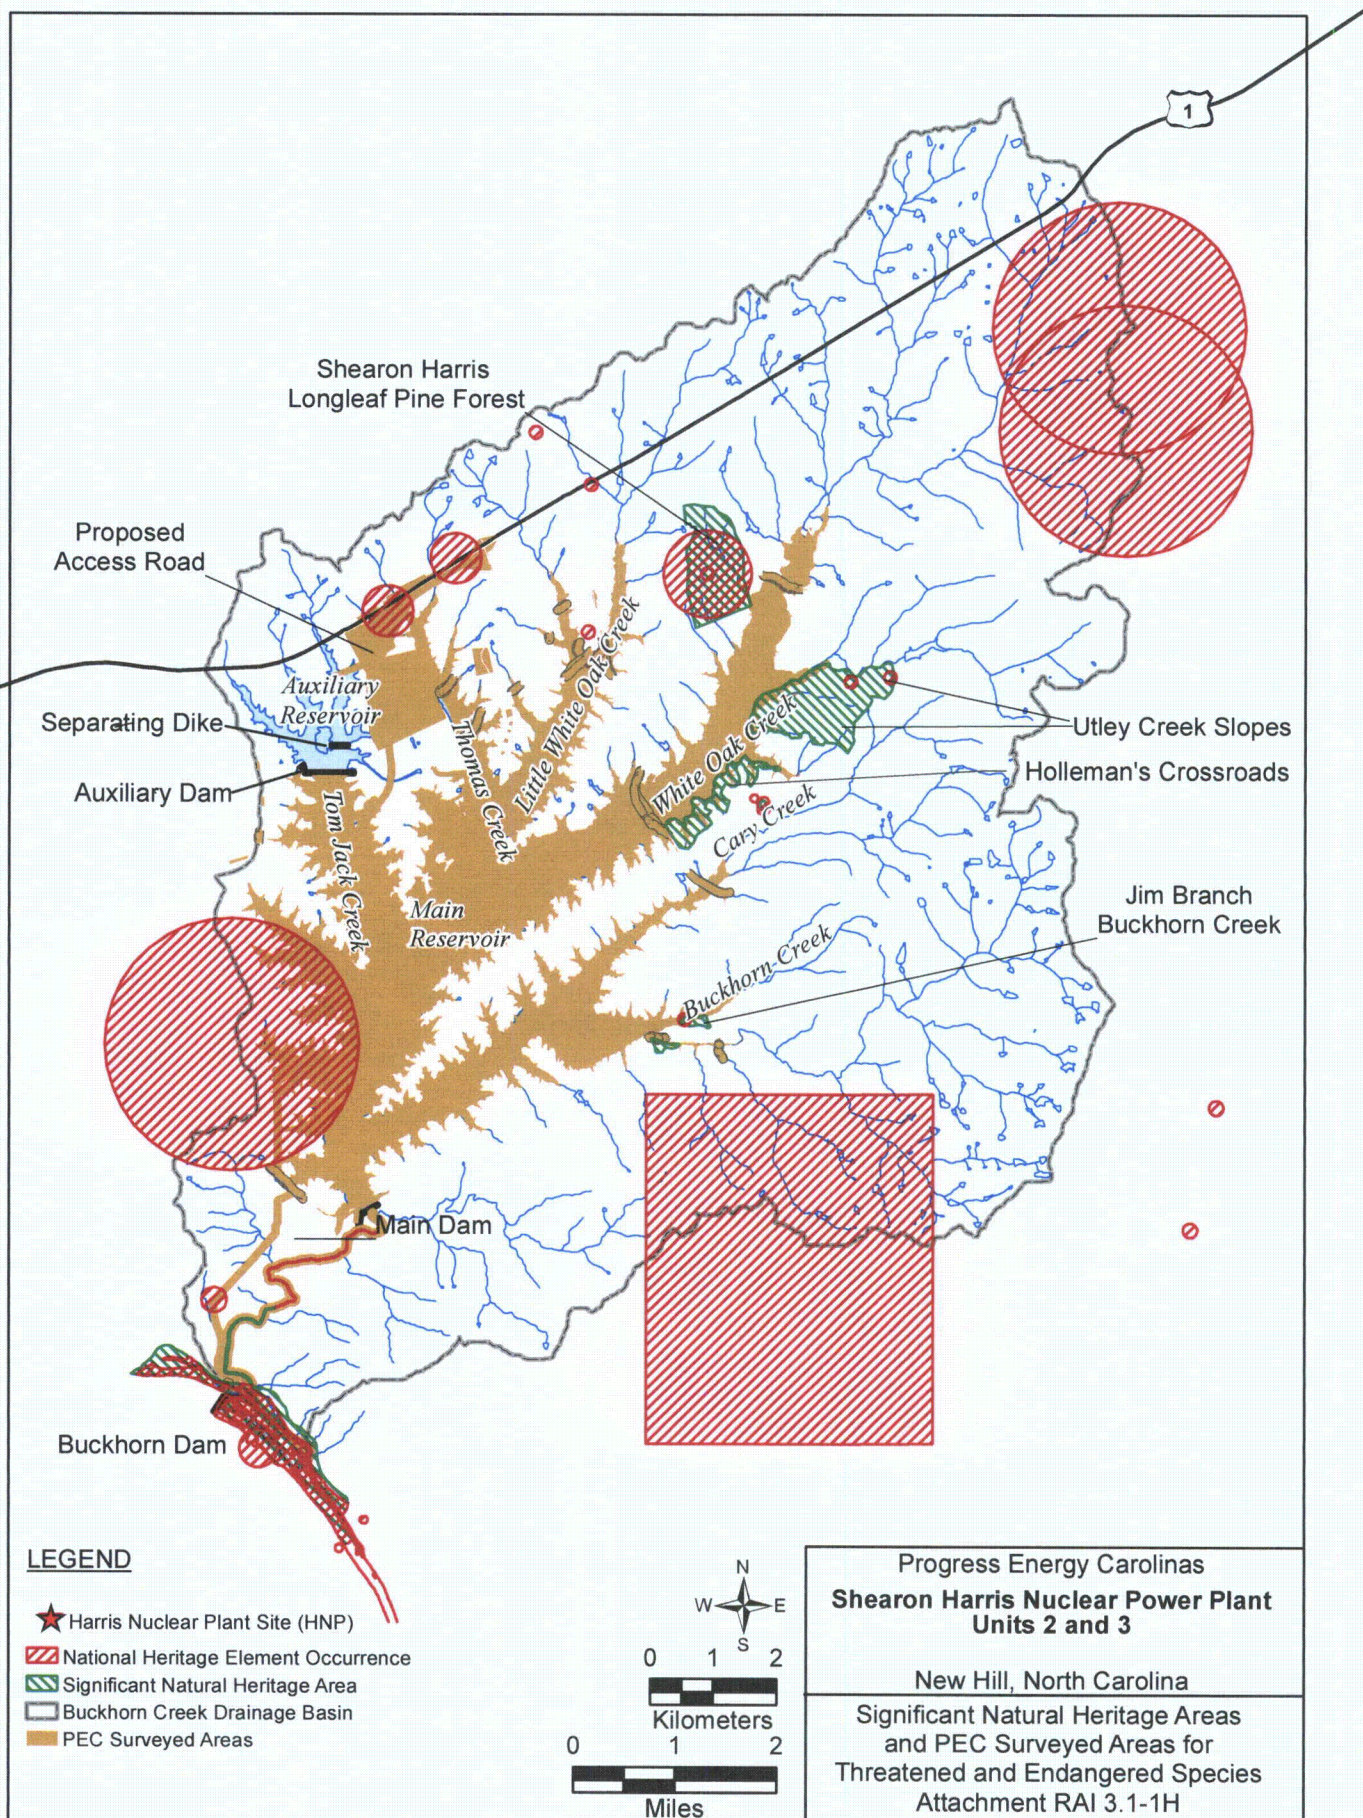 1
Shearon Harris
Longleaf Pine Forest
Proposed
Access Road
Auxiliary
Reservoir
Separating Dike
Auxiliary Dam
Tom Jack Creek
Thomas Creek
Little White Oak Creek
White Oak Creek
Utley Creek Slopes
Holleman's Crossroads
Cary Creek
Jim Branch
Buckhorn Creek
Main
Reservoir
Buckhorn Creek
Main Dam
Buckhorn Dam
LEGEND
Harris Nuclear Plant Site (HNP)
National Heritage Element Occurrence
Significant Natural Heritage Area
Buckhorn Creek Drainage Basin
PEC Surveyed Areas
N
W E
S
0 1 2
Kilometers
0 1 2
Miles
Progress Energy Carolinas
Shearon Harris Nuclear Power Plant
Units 2 and 3
New Hill, North Carolina
Significant Natural Heritage Areas
and PEC Surveyed Areas for
Threatened and Endangered Species
Attachment RAI 3.1-1H